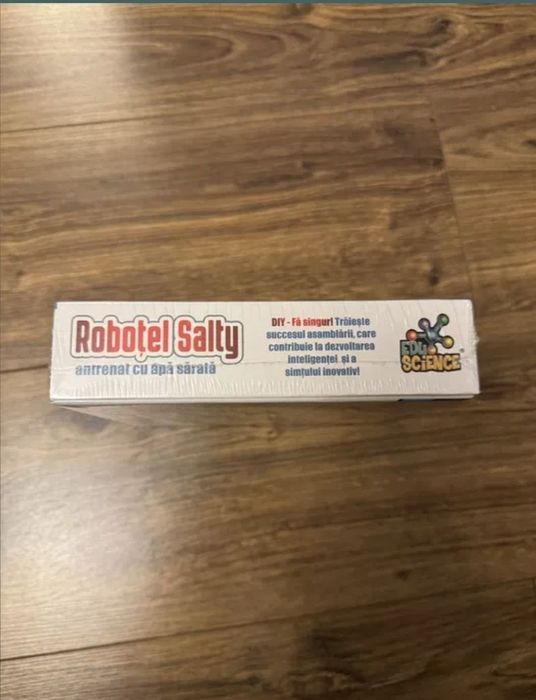 Roboțel Salty
antrenat cu apă sărată
DIY - Fă singur! Trăiește
succesul asamblării, care
contribuie la dezvoltarea
inteligenței și a
simțului inovativ!
SCIENCE